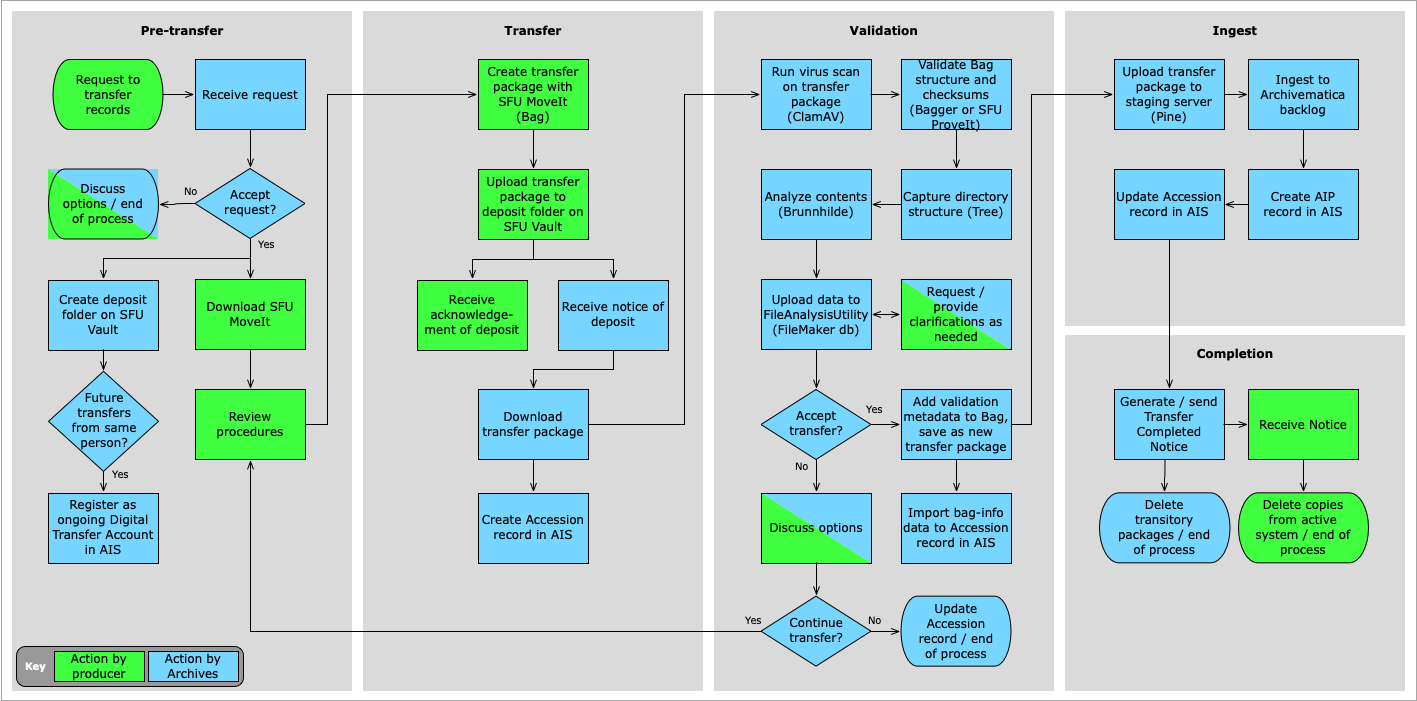 Pre-transfer
Request to
transfer
records
Receive request
Discuss
options / end
of process
No
Accept
request?
Yes
Create deposit
folder on SFU
Vault
Download SFU
MoveIt
Future
transfers
from same
person?
Yes
Review
procedures
Register as
ongoing Digital
Transfer Account
in AIS
Key
Action by
producer
Action by
Archives
Transfer
Create transfer
package with
SFU MoveIt
(Bag)
Upload transfer
package to
deposit folder on
SFU Vault
Receive
acknowledge-
ement of deposit
Receive notice of
deposit
Download
transfer package
Create Accession
record in AIS
Validation
Run virus scan
on transfer
package
(ClamAV)
Validate Bag
structure and
checksums
(Bagger or SFU
ProveIt)
Analyze contents
(Brunnhilde)
Capture directory
structure (Tree)
Upload data to
FileAnalysisUtility
(FileMaker db)
Request /
provide
clarifications as
needed
Accept
transfer?
Yes
No
Add validation
metadata to Bag,
save as new
transfer package
Discuss options
Import bag-info
data to Accession
record in AIS
Yes
Continue
transfer?
No
Update
Accession
record / end
of process
Ingest
Upload transfer
package to
staging server
(Pine)
Ingest to
Archivematica
backlog
Update Accession
record in AIS
Create AIP
record in AIS
Completion
Generate / send
Transfer
Completed
Notice
Receive Notice
Delete
transitory
packages / end
of process
Delete copies
from active
system / end of
process